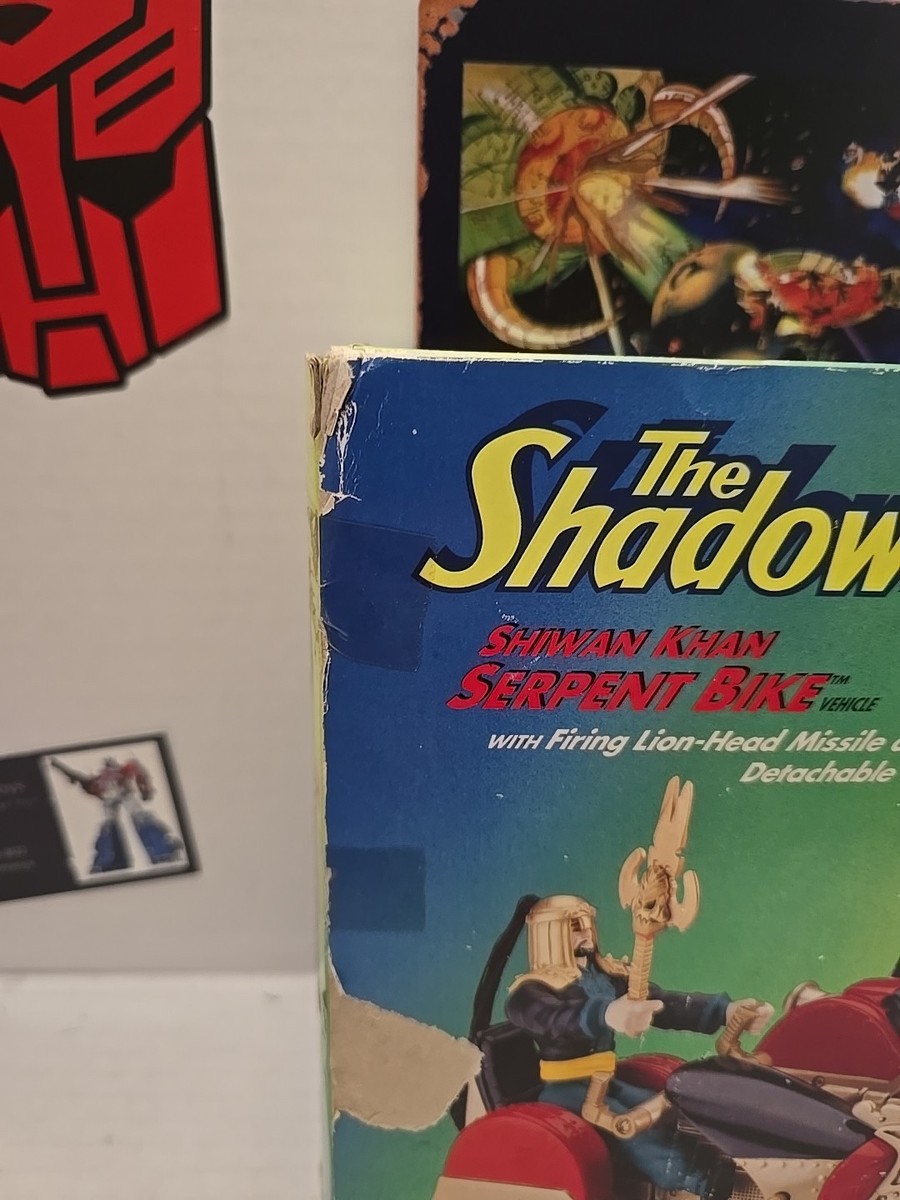 The
Shadow
SHIWAN KHAN
SERPENT BIKE™ VEHICLE
WITH Firing Lion-Head Missile
Detachable